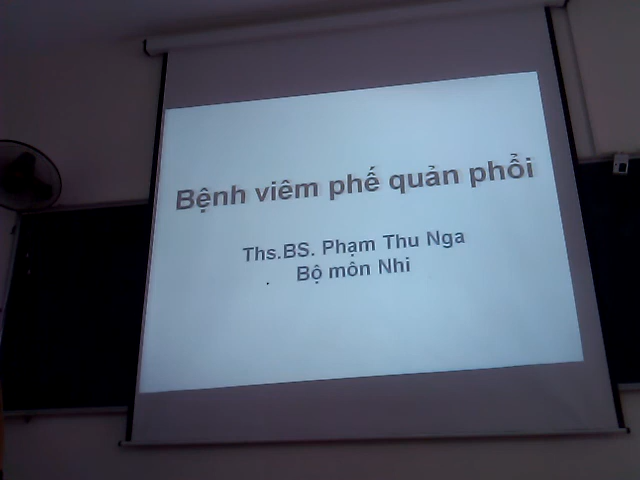 Bệnh viêm phế quản phổi
Ths.BS. Phạm Thu Nga
Bộ môn Nhi